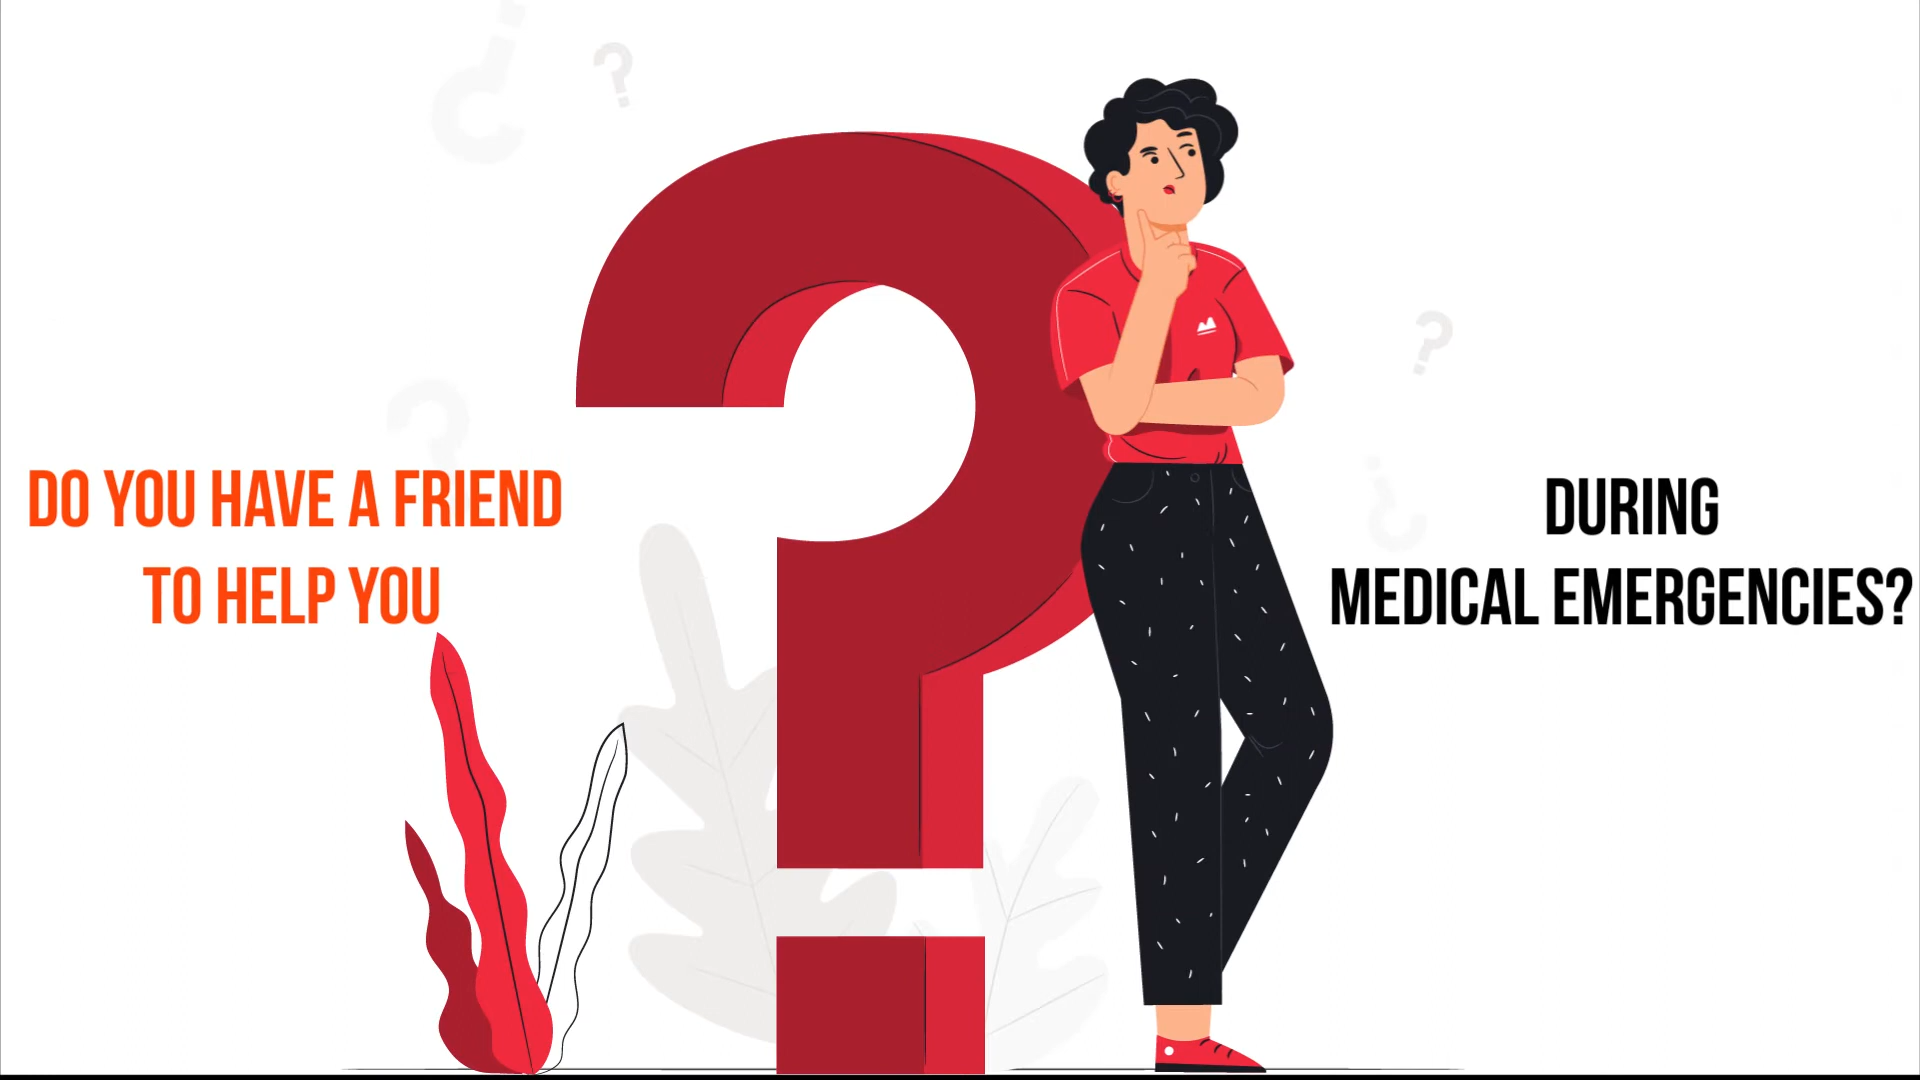 DO YOU HAVE A FRIEND
TO HELP YOU
DURING
MEDICAL EMERGENCIES?